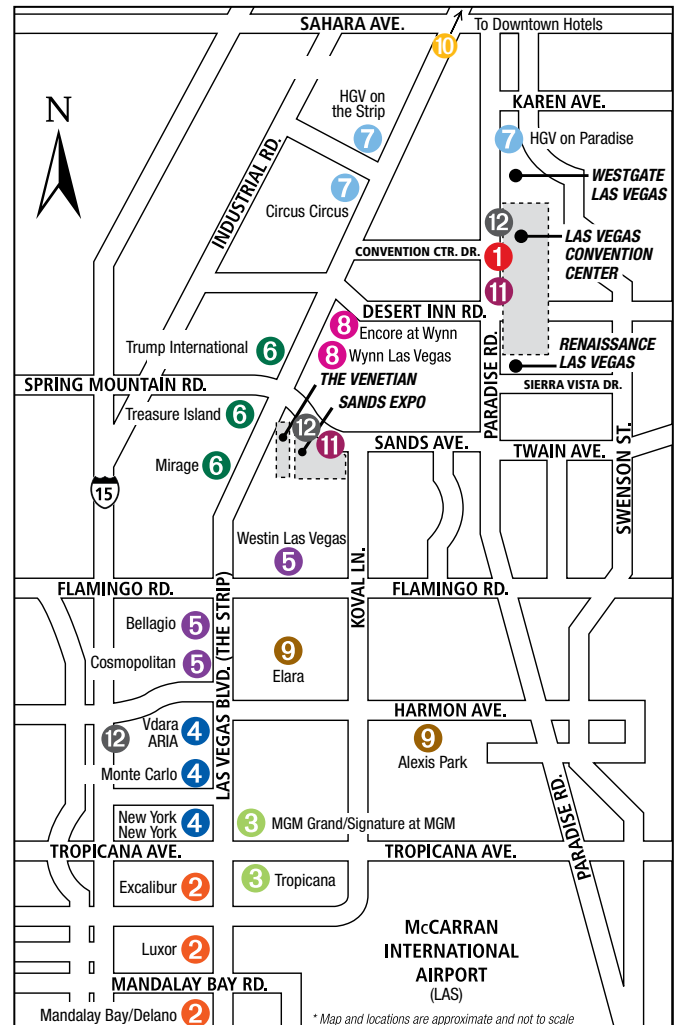 SAHARA AVE.
To Downtown Hotels
10
N
HGV on
the Strip
7
KAREN AVE.
7 HGV on Paradise
INDUSTRIAL RD.
WESTGATE
LAS VEGAS
7
Circus Circus
12
LAS VEGAS
CONVENTION
CENTER
CONVENTION CTR. DR.
1
11
DESERT INN RD.
8 Encore at Wynn
Trump International 6
8 Wynn Las Vegas
PARADISE RD.
RENAISSANCE
LAS VEGAS
THE VENETIAN
SPRING MOUNTAIN RD.
SIERRA VISTA DR.
SANDS EXPO
Treasure Island 6
12
11
SANDS AVE.
TWAIN AVE.
SWENSON ST.
Mirage 6
15
Westin Las Vegas
5
KOVAL LN.
FLAMINGO RD.
FLAMINGO RD.
LAS VEGAS BLVD. (THE STRIP)
Bellagio 5
9
Elara
Cosmopolitan 5
HARMON AVE.
12
Vdara
ARIA
4
9
Alexis Park
Monte Carlo 4
PARADISE RD.
New York
New York
4
3 MGM Grand/Signature at MGM
TROPICANA AVE.
TROPICANA AVE.
Excalibur 2
3 Tropicana
McCARRAN
INTERNATIONAL
AIRPORT
(LAS)
Luxor 2
MANDALAY BAY RD.
Mandalay Bay/Delano 2
* Map and locations are approximate and not to scale